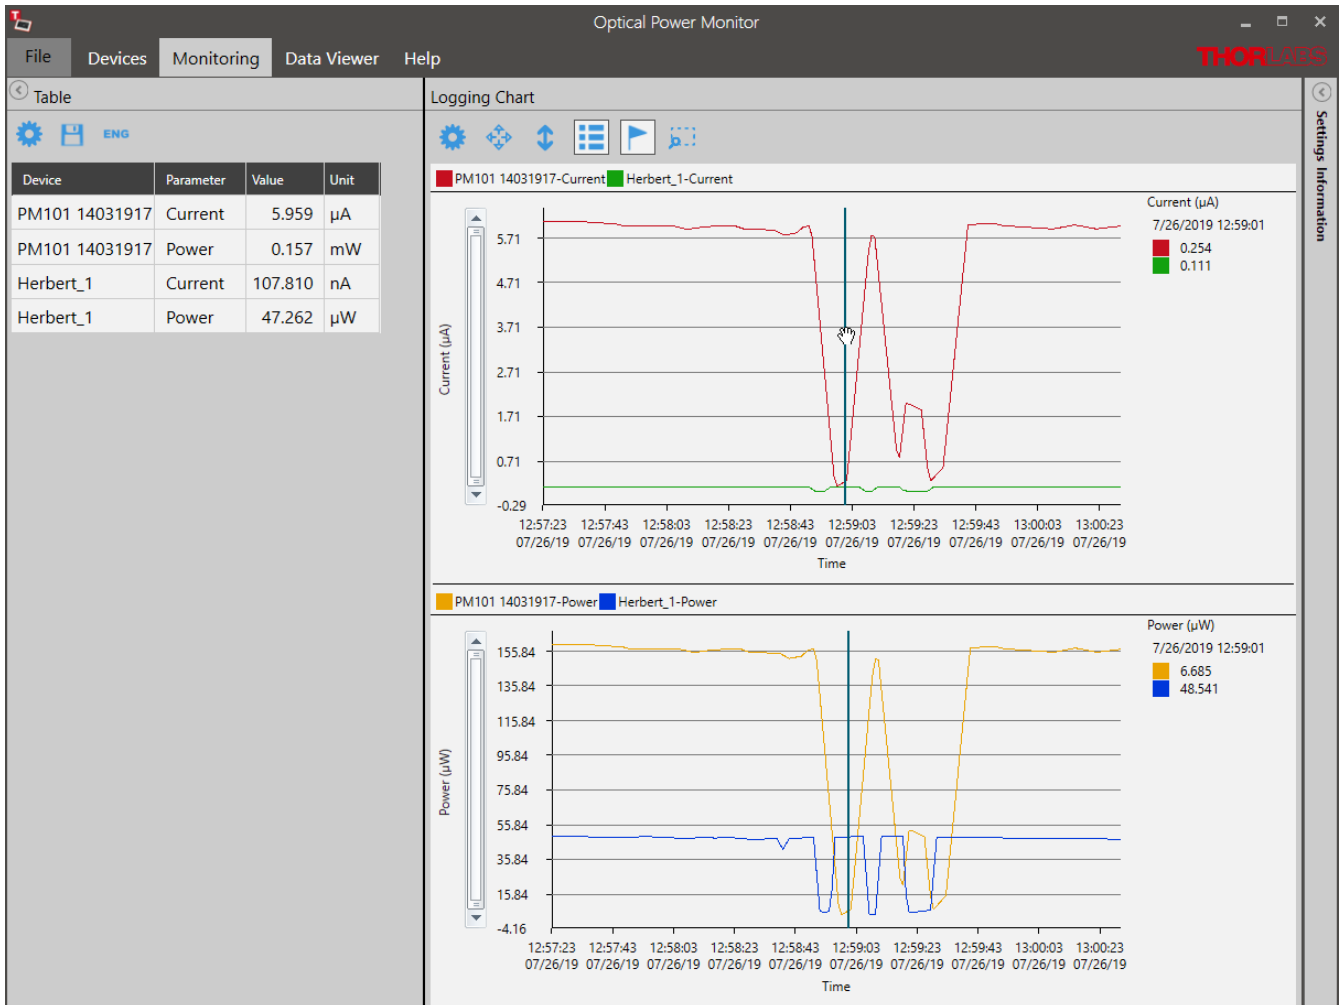 Optical Power Monitor
File Devices Monitoring Data Viewer Help
THORLABS
Table
ENG
Device Parameter Value Unit
PM101 14031917 Current 5.959 µA
PM101 14031917 Power 0.157 mW
Herbert_1 Current 107.810 nA
Herbert_1 Power 47.262 µW
Logging Chart
PM101 14031917-Current Herbert_1-Current
Current (µA)
7/26/2019 12:59:01
0.254
0.111
Current (µA)
5.71
4.71
3.71
2.71
1.71
0.71
-0.29
12:57:23 12:57:43 12:58:03 12:58:23 12:58:43 12:59:03 12:59:23 12:59:43 13:00:03 13:00:23
07/26/19 07/26/19 07/26/19 07/26/19 07/26/19 07/26/19 07/26/19 07/26/19 07/26/19 07/26/19
Time
PM101 14031917-Power Herbert_1-Power
Power (µW)
7/26/2019 12:59:01
6.685
48.541
Power (µW)
155.84
135.84
115.84
95.84
75.84
55.84
35.84
15.84
-4.16
12:57:23 12:57:43 12:58:03 12:58:23 12:58:43 12:59:03 12:59:23 12:59:43 13:00:03 13:00:23
07/26/19 07/26/19 07/26/19 07/26/19 07/26/19 07/26/19 07/26/19 07/26/19 07/26/19 07/26/19
Time
Settings Information